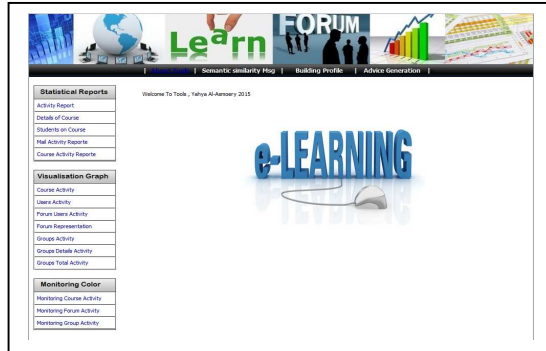 Learn
FORUM
| Semantic similarity Msg | Building Profile | Advice Generation |
Statistical Reports
Activity Report
Details of Course
Students on Course
Mail Activity Reporte
Course Activity Reporte
Visualisation Graph
Course Activity
Users Activity
Forum Users Activity
Forum Representation
Groups Activity
Groups Details Activity
Groups Total Activity
Monitoring Color
Monitoring Course Activity
Monitoring Forum Activity
Monitoring Group Activity
Welcome To Tools , Yahya Al-Asmoery 2015
e-LEARNING